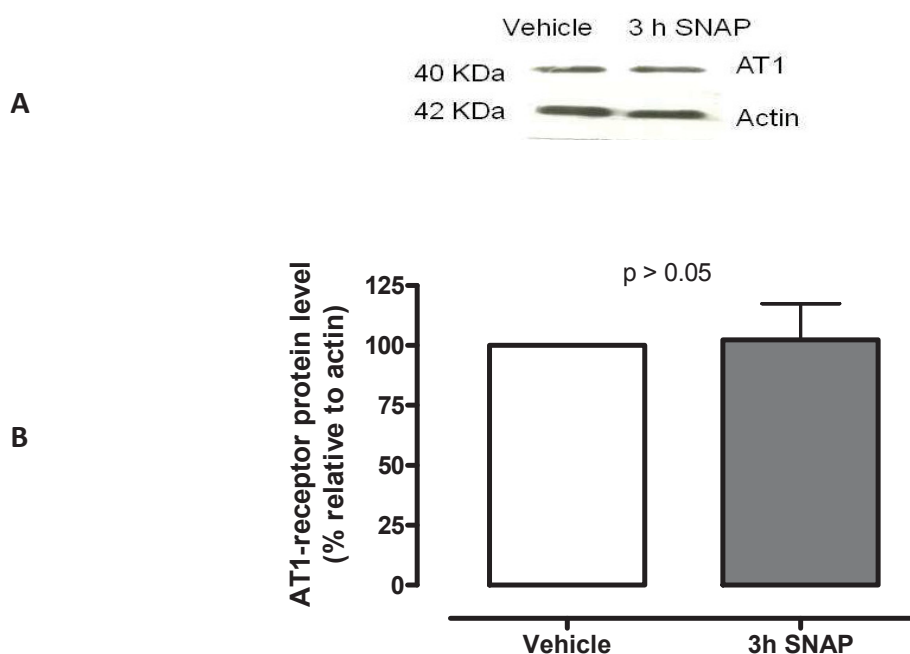 A
Vehicle 3 h SNAP
40 KDa AT1
42 KDa Actin
B
AT1-receptor protein level
(% relative to actin)
p > 0.05
125
100
75
50
25
0
Vehicle 3h SNAP